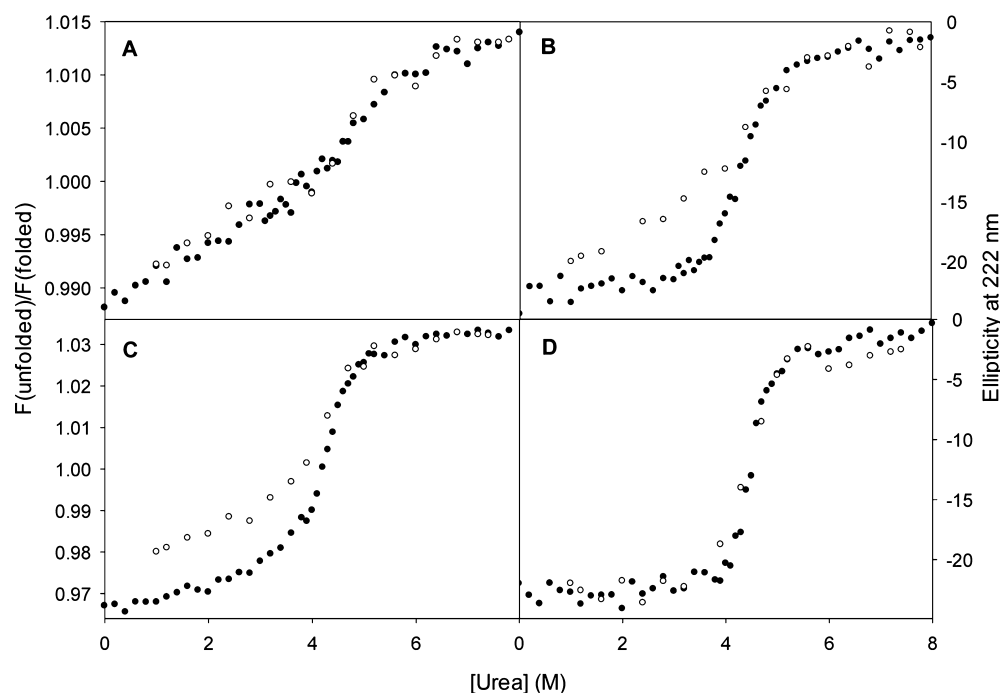 1.015
1.010
1.005
1.000
0.995
0.990
A
B
0
-5
-10
-15
-20
F(unfolded)/F(folded)
Ellipticity at 222 nm
1.03
1.02
1.01
1.00
0.99
0.98
0.97
C
D
0
-5
-10
-15
-20
0 2 4 6 0 2 4 6 8
[Urea] (M)